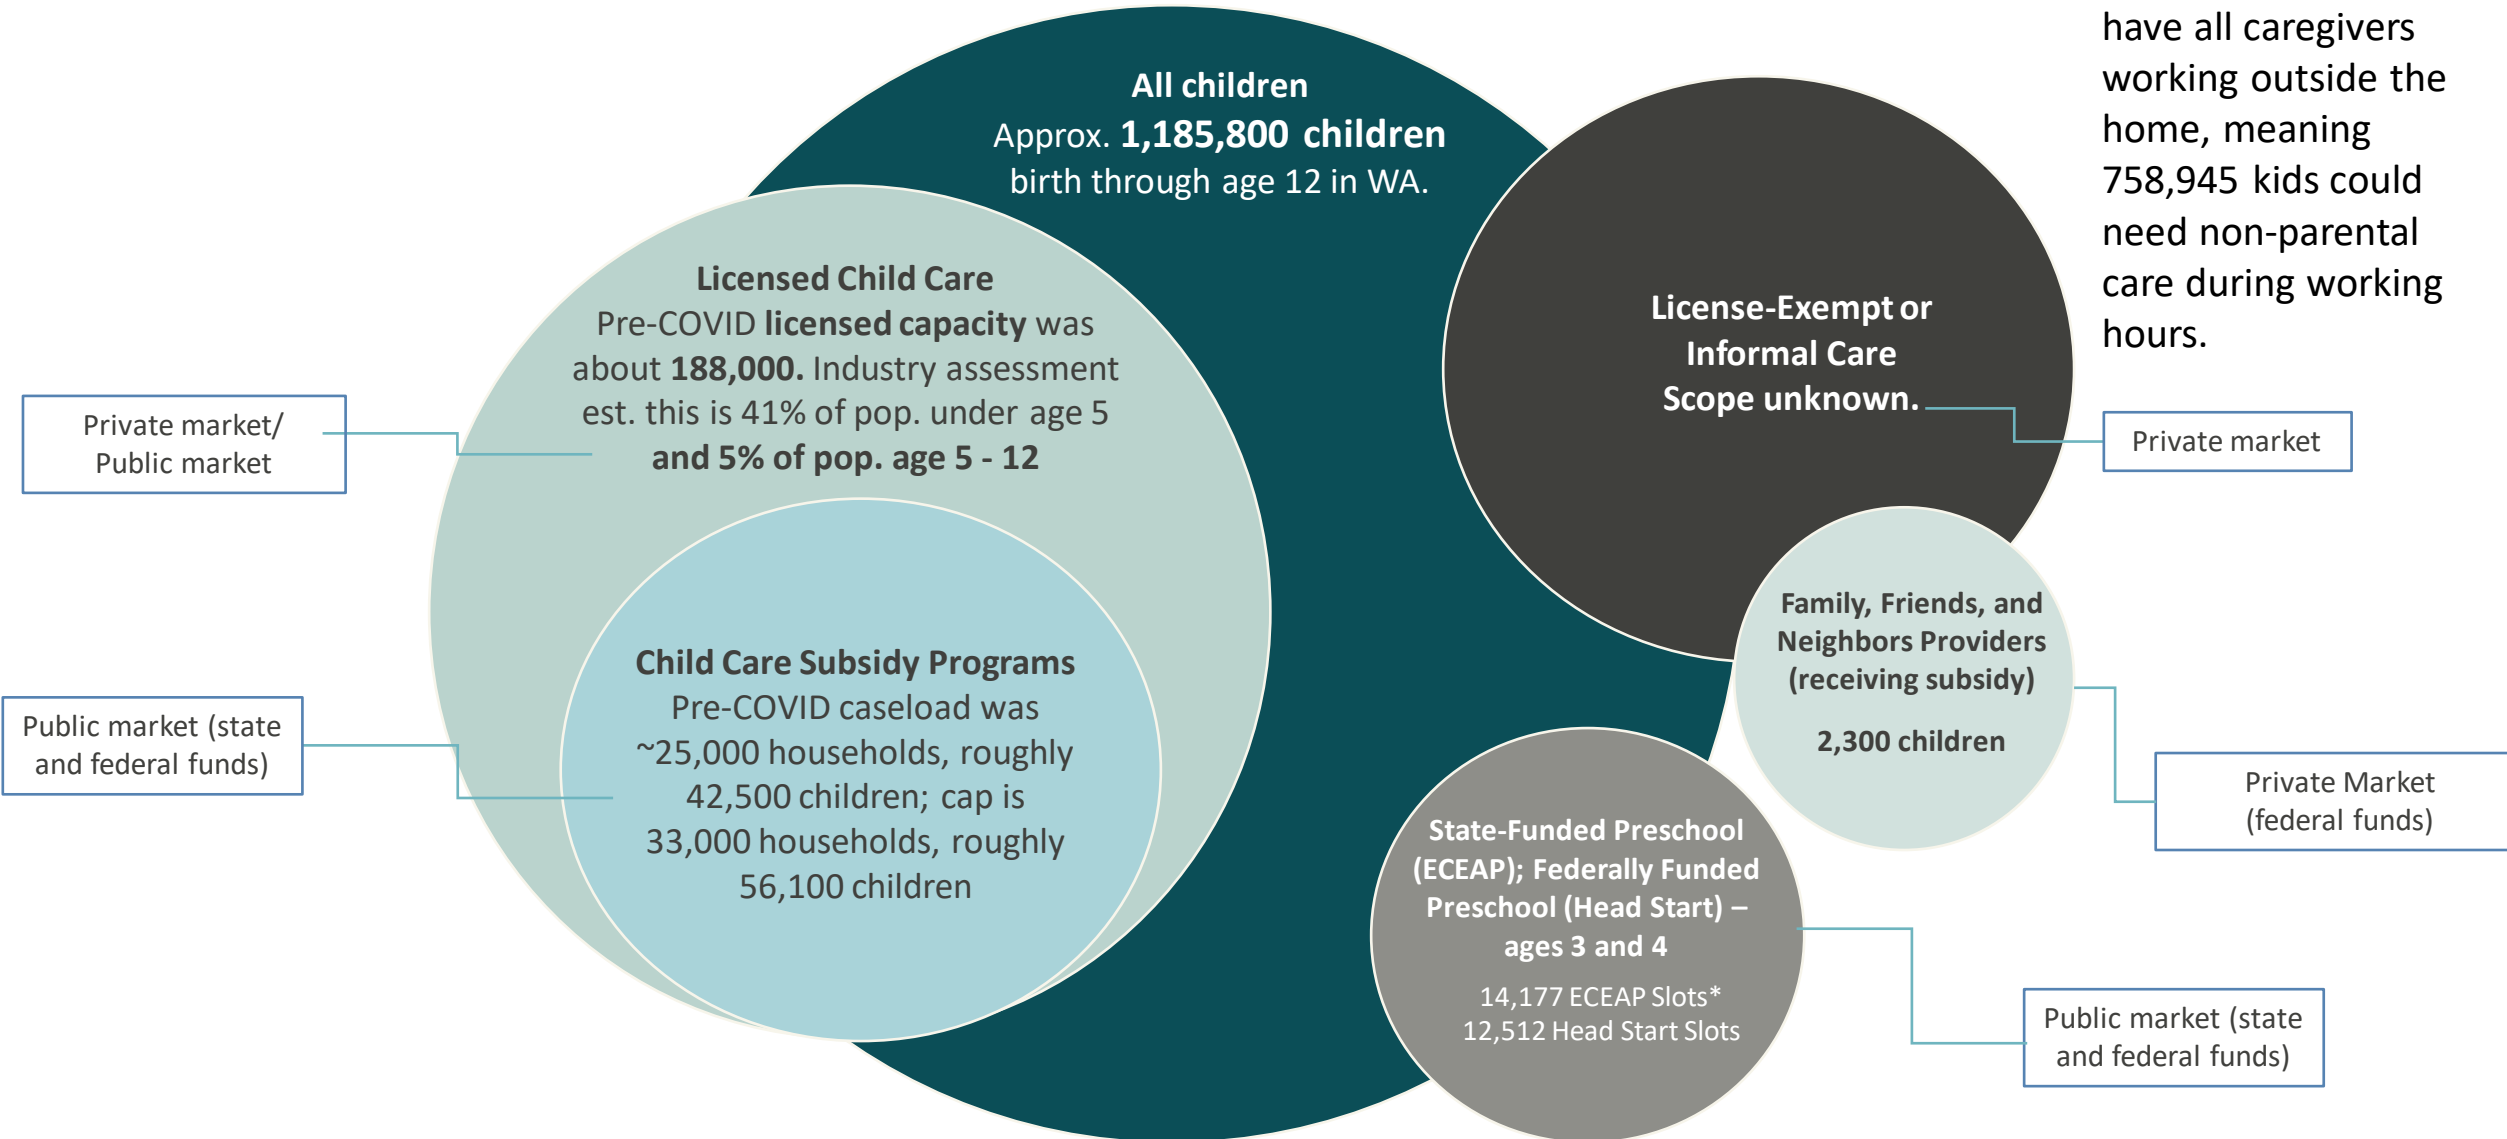 have all caregivers
working outside the
home, meaning
758,945 kids could
need non-parental
care during working
hours.
All children
Approx. 1,185,800 children
birth through age 12 in WA.
Licensed Child Care
Pre-COVID licensed capacity was
about 188,000. Industry assessment
est. this is 41% of pop. under age 5
and 5% of pop. age 5 - 12
License-Exempt or
Informal Care
Scope unknown.
Private market/
Public market
Private market
Family, Friends, and
Neighbors Providers
(receiving subsidy)
2,300 children
Child Care Subsidy Programs
Pre-COVID caseload was
~25,000 households, roughly
42,500 children; cap is
33,000 households, roughly
56,100 children
Public market (state
and federal funds)
Private Market
(federal funds)
State-Funded Preschool
(ECEAP); Federally Funded
Preschool (Head Start) –
ages 3 and 4
14,177 ECEAP Slots*
12,512 Head Start Slots
Public market (state
and federal funds)